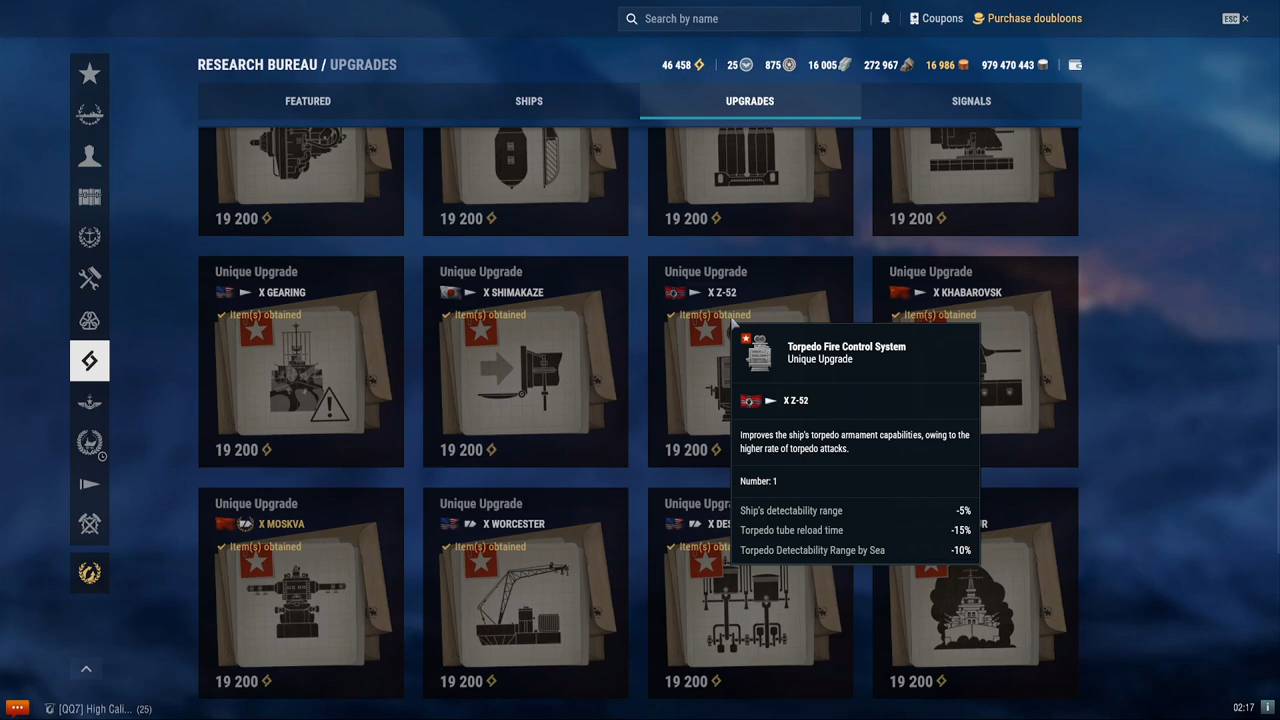 Search by name
Coupons
Purchase doubloons
ESC ×
RESEARCH BUREAU / UPGRADES
46 458
25
875
16 005
272 967
16 986
979 470 443
FEATURED
SHIPS
UPGRADES
SIGNALS
19 200
19 200
19 200
19 200
Unique Upgrade
X GEARING
Item(s) obtained
19 200
Unique Upgrade
X SHIMAKAZE
Item(s) obtained
19 200
Unique Upgrade
X Z-52
Item(s) obtained
19 200
Unique Upgrade
X KHABAROVSK
Item(s) obtained
Torpedo Fire Control System
Unique Upgrade
X Z-52
Improves the ship's torpedo armament capabilities, owing to the
higher rate of torpedo attacks.
Number: 1
Ship's detectability range -5%
Torpedo tube reload time -15%
Torpedo Detectability Range by Sea -10%
Unique Upgrade
X MOSKVA
Item(s) obtained
19 200
Unique Upgrade
X WORCESTER
Item(s) obtained
19 200
Unique Upgrade
X DES
Item(s) ob
19 200
19 200
[QQ7] High Cali... (25)
02:17